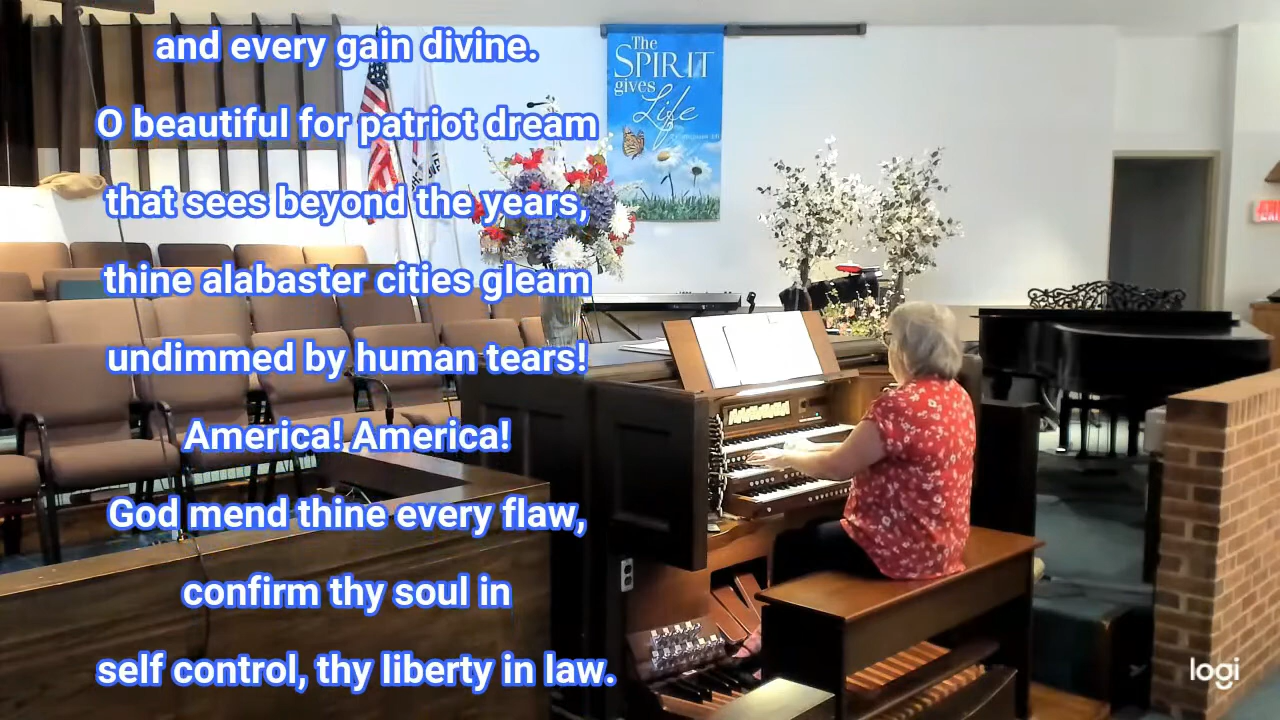 and every gain divine.
O beautiful for patriot dream
that sees beyond the years,
thine alabaster cities gleam
undimmed by human tears!
America! America!
God mend thine every flaw,
confirm thy soul in
self control, thy liberty in law.
The
SPIRIT
gives
Life
logi